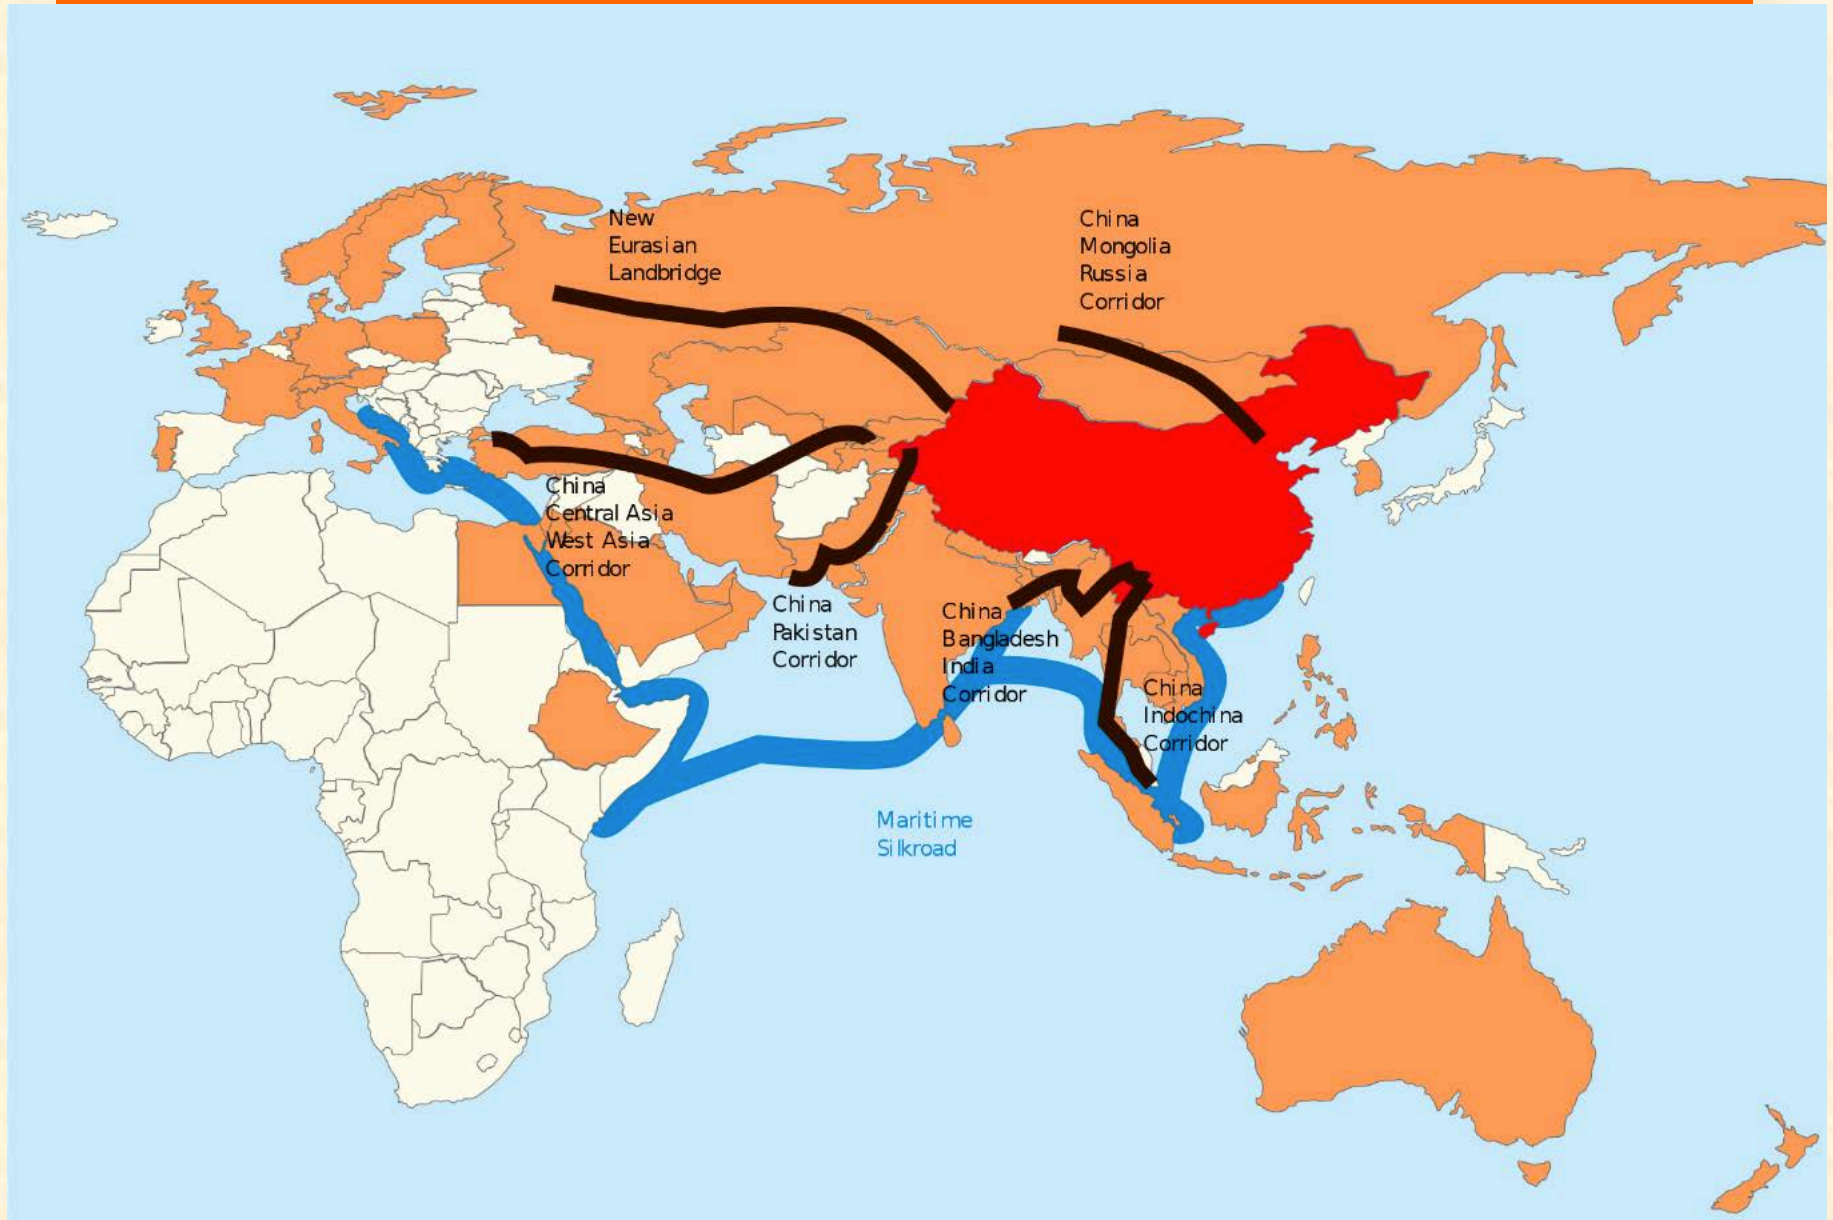 New
Eurasian
Landbridge
China
Mongolia
Russia
Corridor
China
Central Asia
West Asia
Corridor
China
Pakistan
Corridor
China
Bangladesh
India
Corridor
China
Indochina
Corridor
Maritime
Silkroad